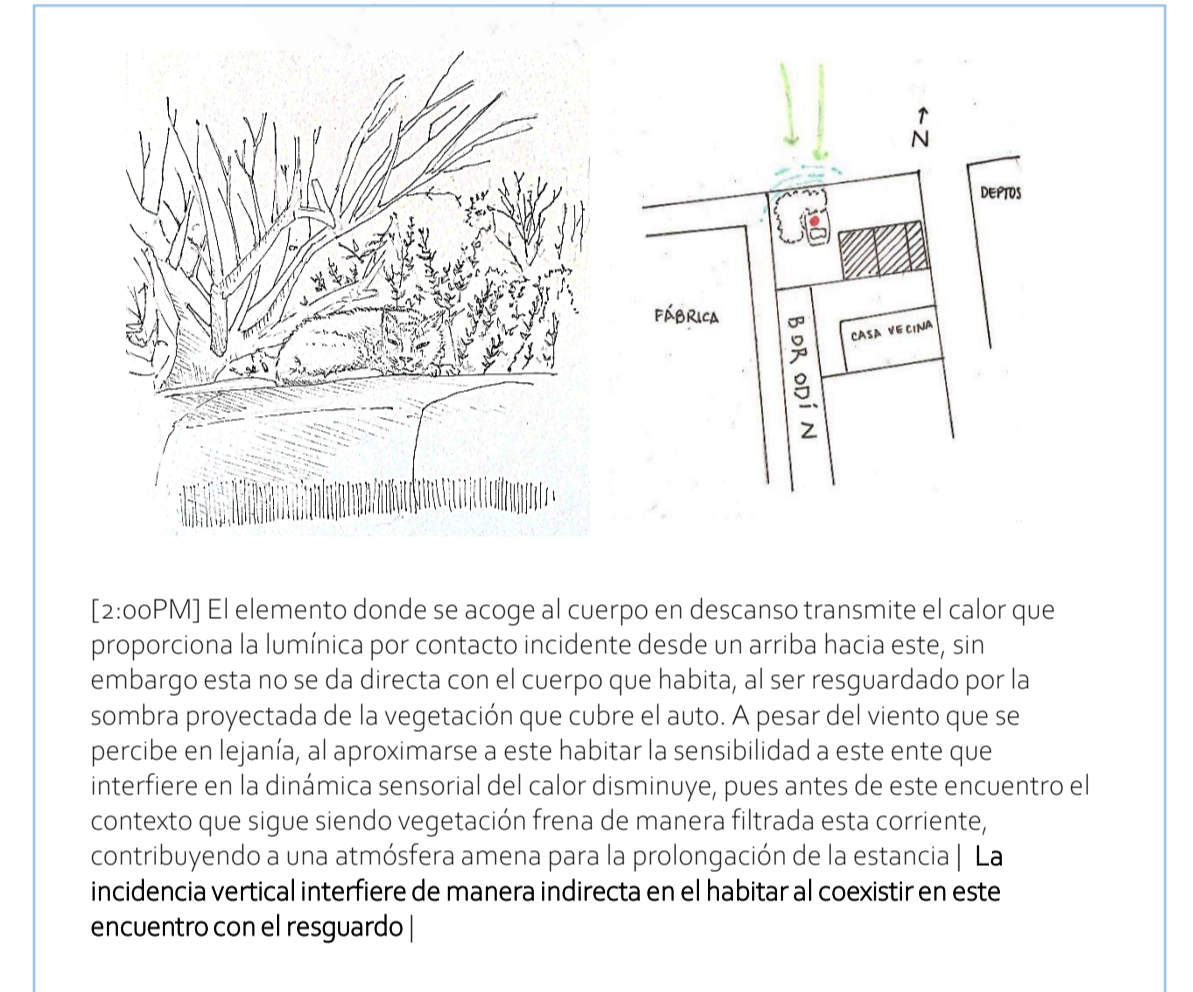 N
DEPTOS
FÁBRICA
BORODÍN
CASA VECINA
[2:00PM] El elemento donde se acoge al cuerpo en descanso transmite el calor que
proporciona la lumínica por contacto incidente desde un arriba hacia este, sin
embargo esta no se da directa con el cuerpo que habita, al ser resguardado por la
sombra proyectada de la vegetación que cubre el auto. A pesar del viento que se
percibe en lejanía, al aproximarse a este habitar la sensibilidad a este ente que
interfiere en la dinámica sensorial del calor disminuye, pues antes de este encuentro el
contexto que sigue siendo vegetación frena de manera filtrada esta corriente,
contribuyendo a una atmósfera amena para la prolongación de la estancia | La
incidencia vertical interfiere de manera indirecta en el habitar al coexistir en este
encuentro con el resguardo |